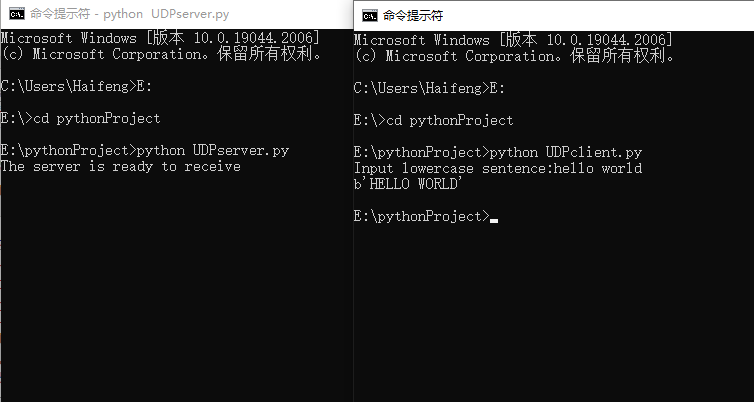 命令提示符 - python  UDPserver.py
Microsoft Windows [版本 10.0.19044.2006]
(c) Microsoft Corporation。保留所有权利。
C:\Users\Haifeng>E:
E:\>cd pythonProject
E:\pythonProject>python UDPserver.py
The server is ready to receive
命令提示符
Microsoft Windows [版本 10.0.19044.2006]
(c) Microsoft Corporation。保留所有权利。
C:\Users\Haifeng>E:
E:\>cd pythonProject
E:\pythonProject>python UDPclient.py
Input lowercase sentence:hello world
b'HELLO WORLD'
E:\pythonProject>